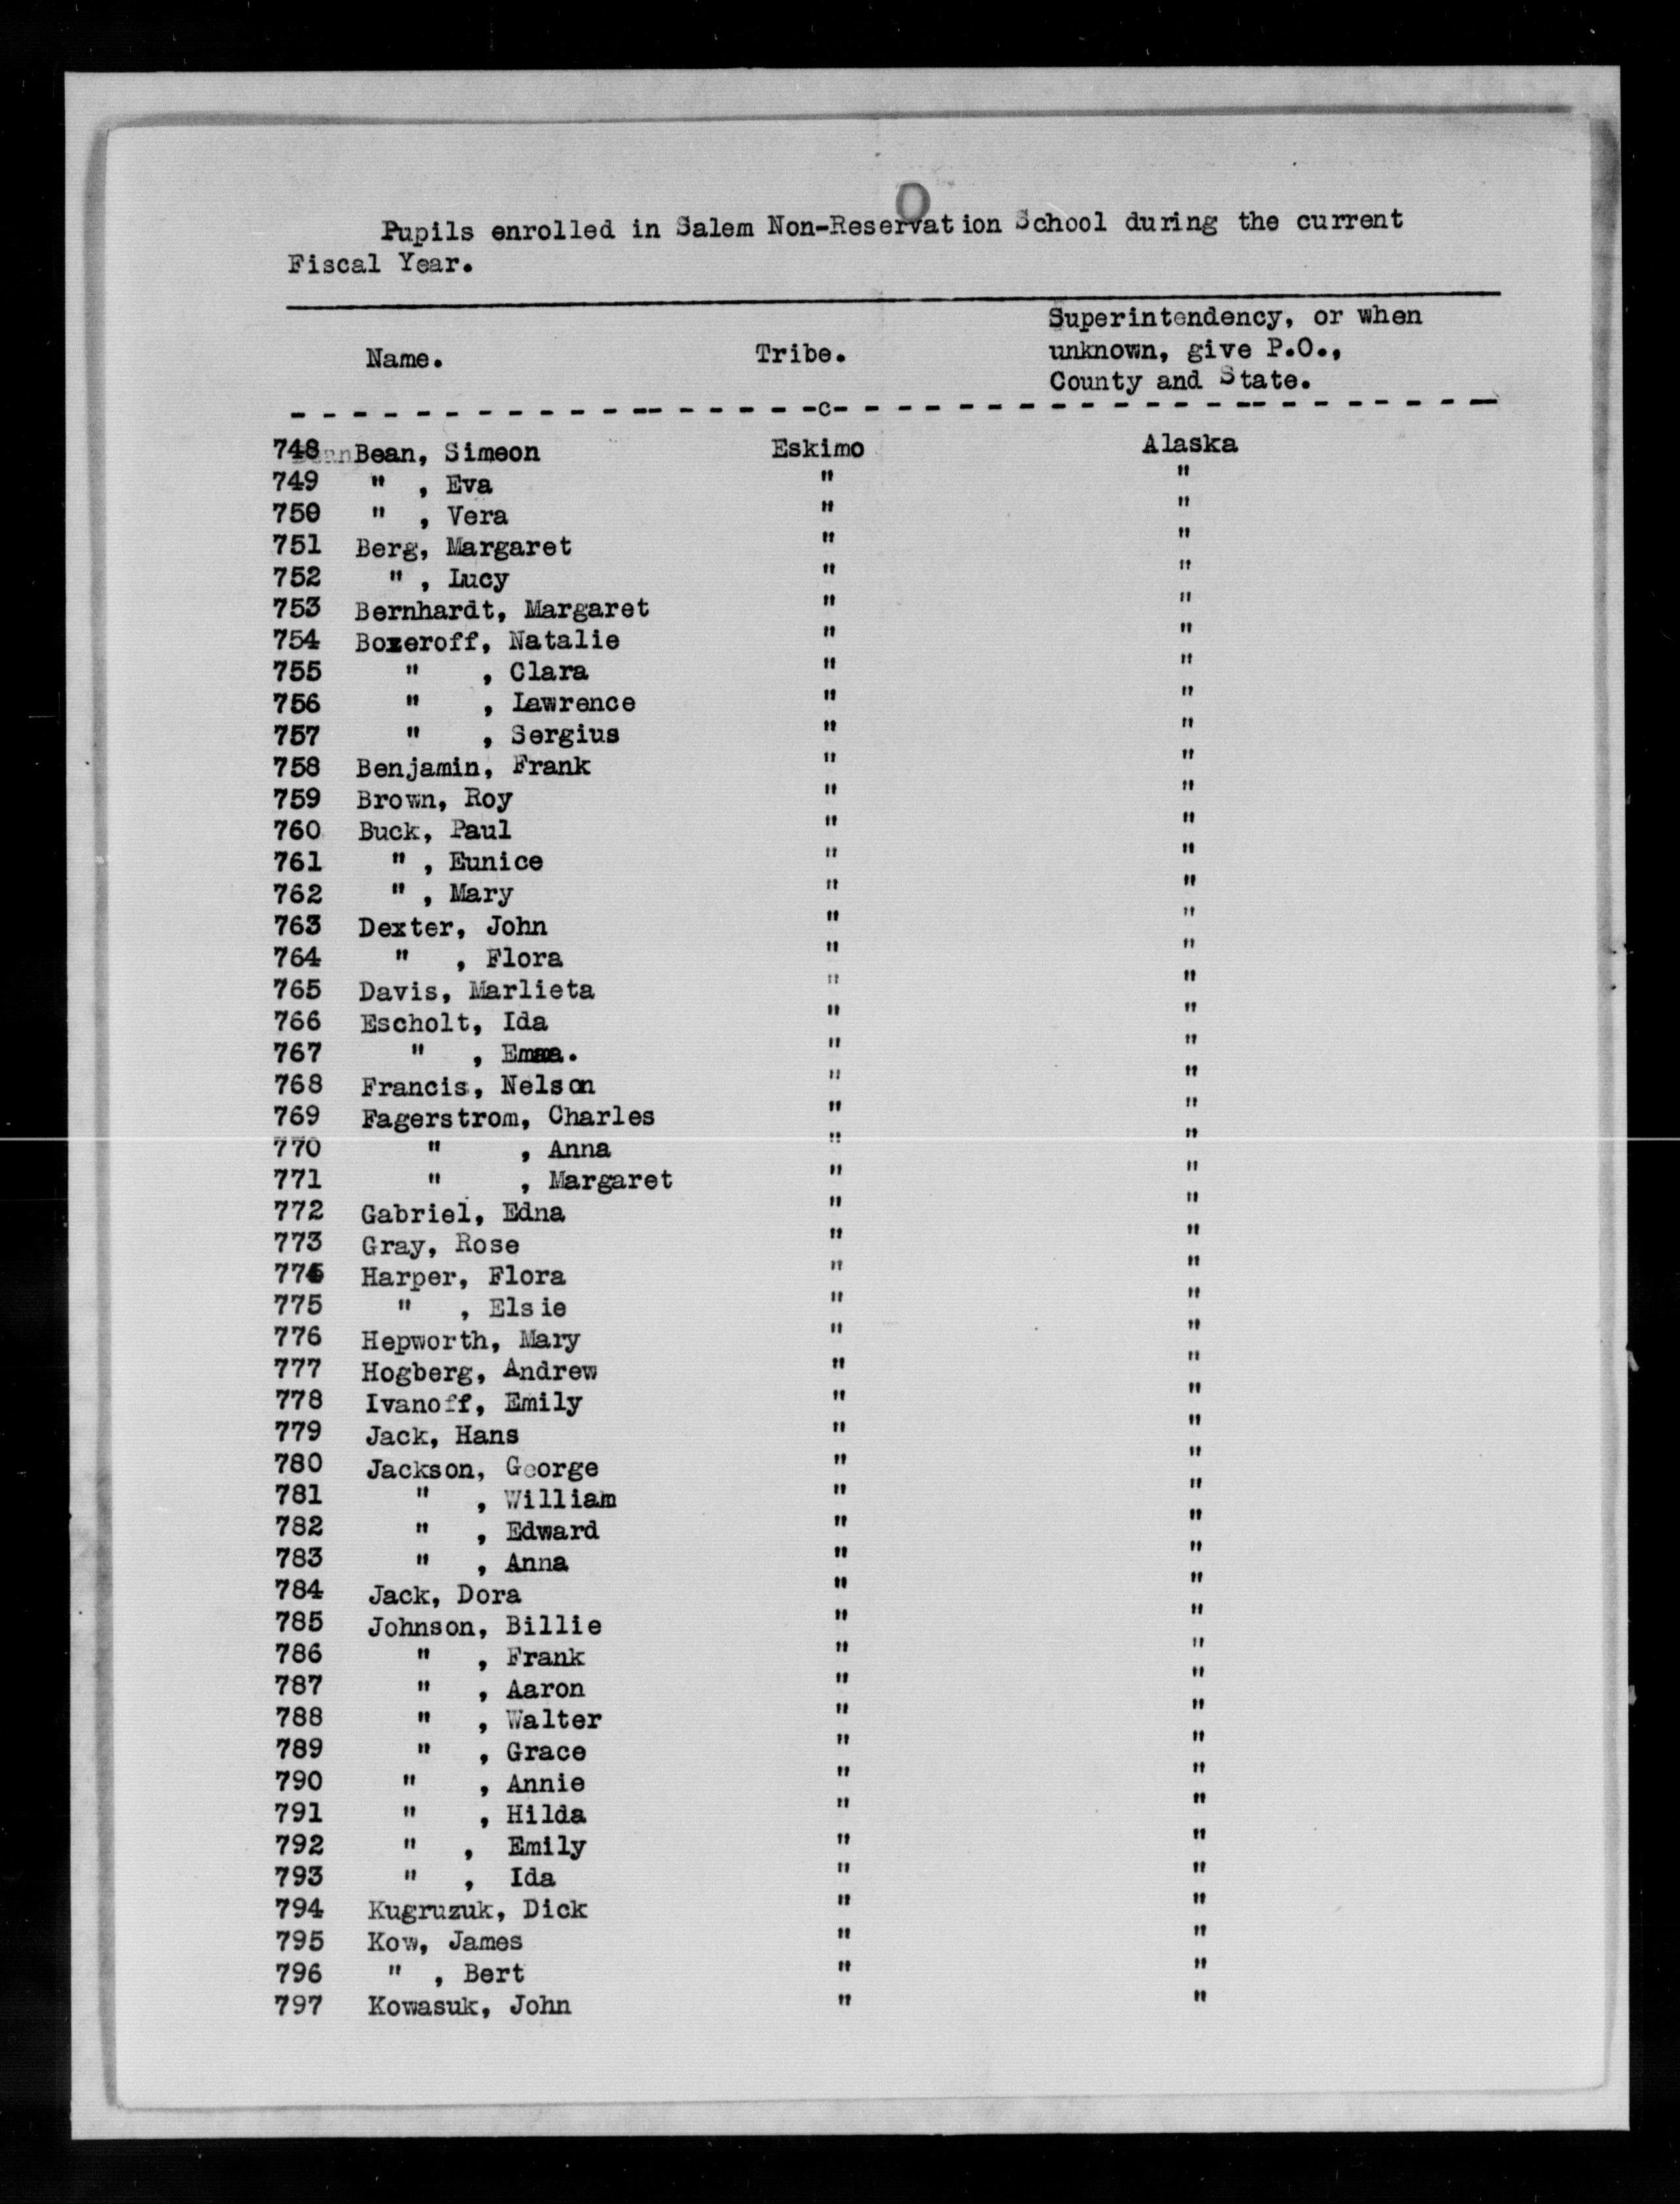 O
Pupils enrolled in Salem Non-Reservation School during the current
Fiscal Year.
Name. Tribe. Superintendency, or when
unknown, give P.O.,
County and State.
- - - - - - - - - - - - - - - - - -c- - - - - - - - - - - - - - - - -
748 Bean, Simeon Eskimo Alaska
749 " , Eva " "
750 " , Vera " "
751 Berg, Margaret " "
752 " , Lucy " "
753 Bernhardt, Margaret " "
754 Bozeroff, Natalie " "
755 " , Clara " "
756 " , Lawrence " "
757 " , Sergius " "
758 Benjamin, Frank " "
759 Brown, Roy " "
760 Buck, Paul " "
761 " , Eunice " "
762 " , Mary " "
763 Dexter, John " "
764 " , Flora " "
765 Davis, Marlieta " "
766 Escholt, Ida " "
767 " , Emma. " "
768 Francis, Nelson " "
769 Fagerstrom, Charles " "
770 " , Anna " "
771 " , Margaret " "
772 Gabriel, Edna " "
773 Gray, Rose " "
774 Harper, Flora " "
775 " , Elsie " "
776 Hepworth, Mary " "
777 Hogberg, Andrew " "
778 Ivanoff, Emily " "
779 Jack, Hans " "
780 Jackson, George " "
781 " , William " "
782 " , Edward " "
783 " , Anna " "
784 Jack, Dora " "
785 Johnson, Billie " "
786 " , Frank " "
787 " , Aaron " "
788 " , Walter " "
789 " , Grace " "
790 " , Annie " "
791 " , Hilda " "
792 " , Emily " "
793 " , Ida " "
794 Kugruzuk, Dick " "
795 Kow, James " "
796 " , Bert " "
797 Kowasuk, John " "